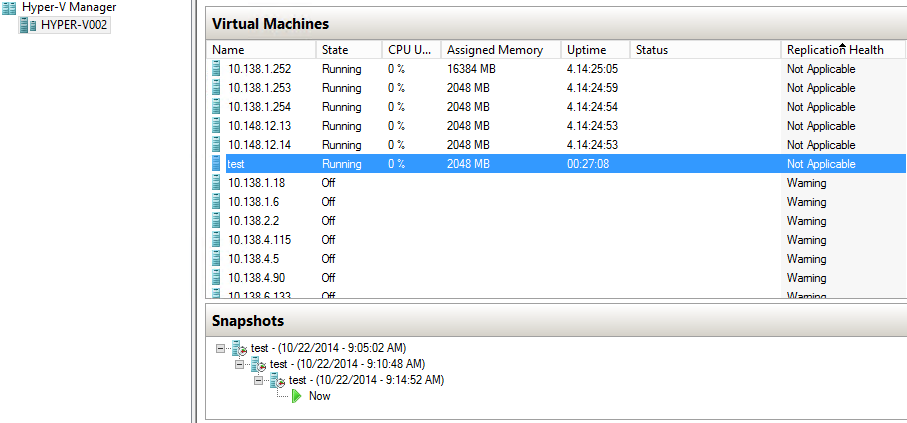 Hyper-V Manager
HYPER-V002
Virtual Machines
Name State CPU U... Assigned Memory Uptime Status Replication Health
10.138.1.252 Running 0 % 16384 MB 4.14:25:05 Not Applicable
10.138.1.253 Running 0 % 2048 MB 4.14:24:59 Not Applicable
10.138.1.254 Running 0 % 2048 MB 4.14:24:54 Not Applicable
10.148.12.13 Running 0 % 2048 MB 4.14:24:53 Not Applicable
10.148.12.14 Running 0 % 2048 MB 4.14:24:53 Not Applicable
test Running 0 % 2048 MB 00:27:08 Not Applicable
10.138.1.18 Off Warning
10.138.1.6 Off Warning
10.138.2.2 Off Warning
10.138.4.115 Off Warning
10.138.4.5 Off Warning
10.138.4.90 Off Warning
10.138.6.133 Off Warning
Snapshots
test - (10/22/2014 - 9:05:02 AM)
test - (10/22/2014 - 9:10:48 AM)
test - (10/22/2014 - 9:14:52 AM)
Now